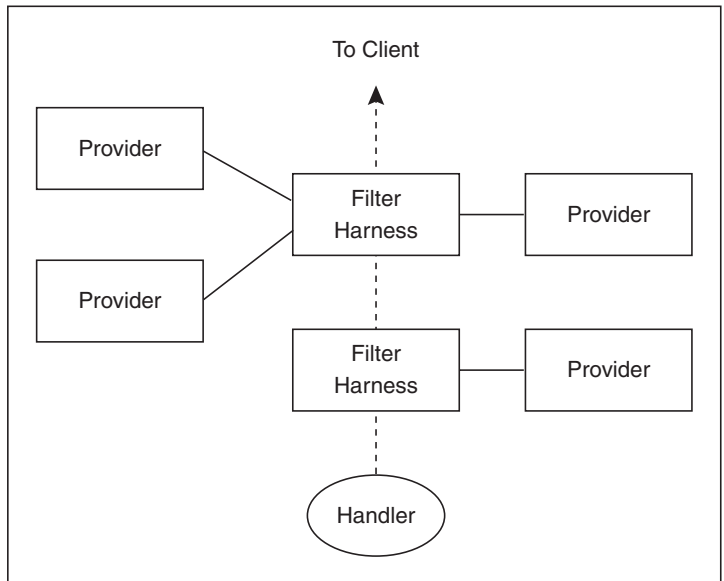 To Client
Provider
Filter
Harness
Provider
Provider
Filter
Harness
Provider
Handler